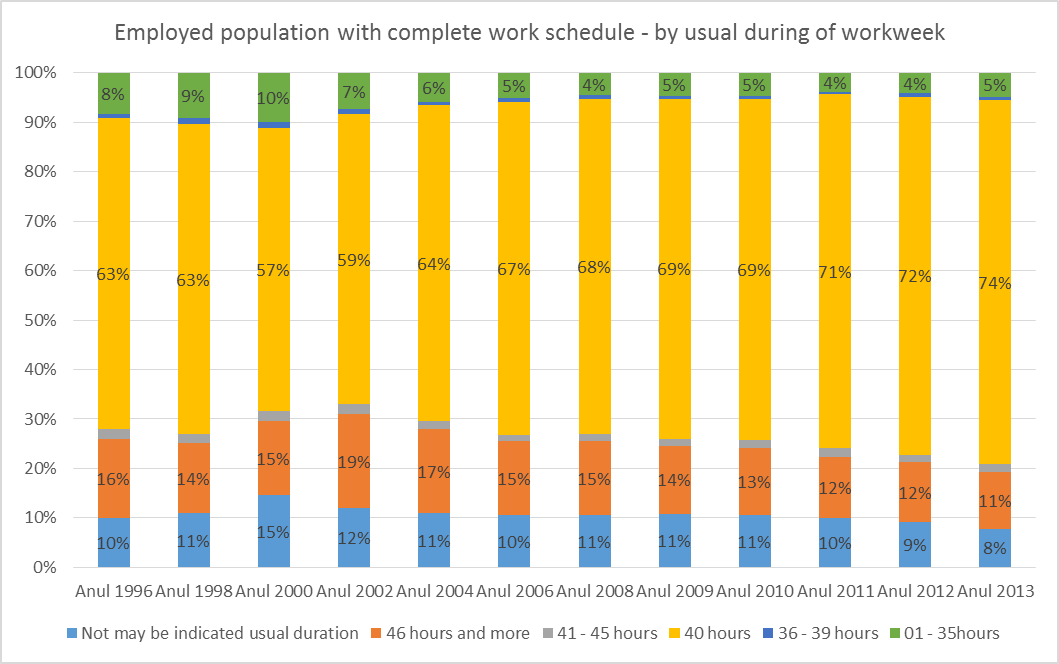 Employed population with complete work schedule - by usual during of workweek
100%
90%
80%
70%
60%
50%
40%
30%
20%
10%
0%
8% 9% 10% 7% 6% 5% 4% 5% 5% 4% 4% 5%
63% 63% 57% 59% 64% 67% 68% 69% 69% 71% 72% 74%
16% 14% 15% 19% 17% 15% 15% 14% 13% 12% 12% 11%
10% 11% 15% 12% 11% 10% 11% 11% 11% 10% 9% 8%
Anul 1996 Anul 1998 Anul 2000 Anul 2002 Anul 2004 Anul 2006 Anul 2008 Anul 2009 Anul 2010 Anul 2011 Anul 2012 Anul 2013
Not may be indicated usual duration 46 hours and more 41 - 45 hours 40 hours 36 - 39 hours 01 - 35hours